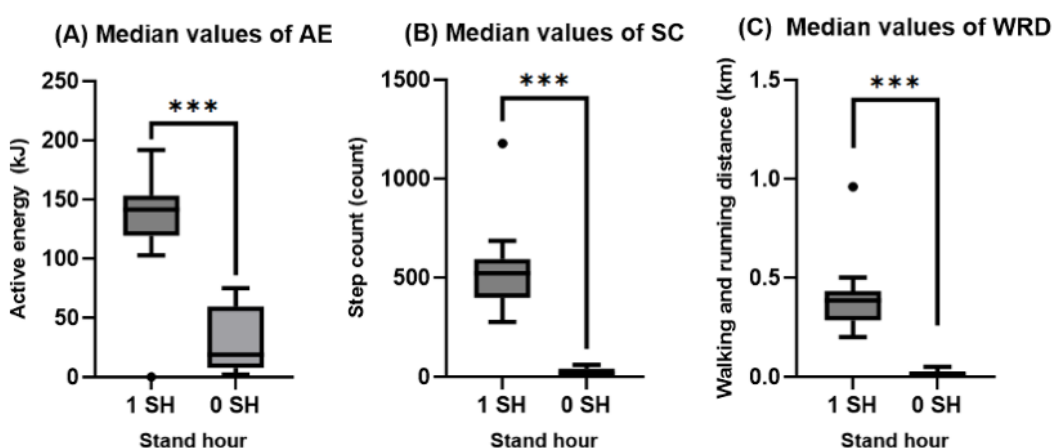 (A) Median values of AE
(B) Median values of SC
(C) Median values of WRD
Active energy (kJ)
250
200
150
100
50
0
***
1 SH
0 SH
Stand hour
Step count (count)
1500
1000
500
0
***
1 SH
0 SH
Stand hour
Walking and running distance (km)
1.5
1.0
0.5
0.0
***
1 SH
0 SH
Stand hour